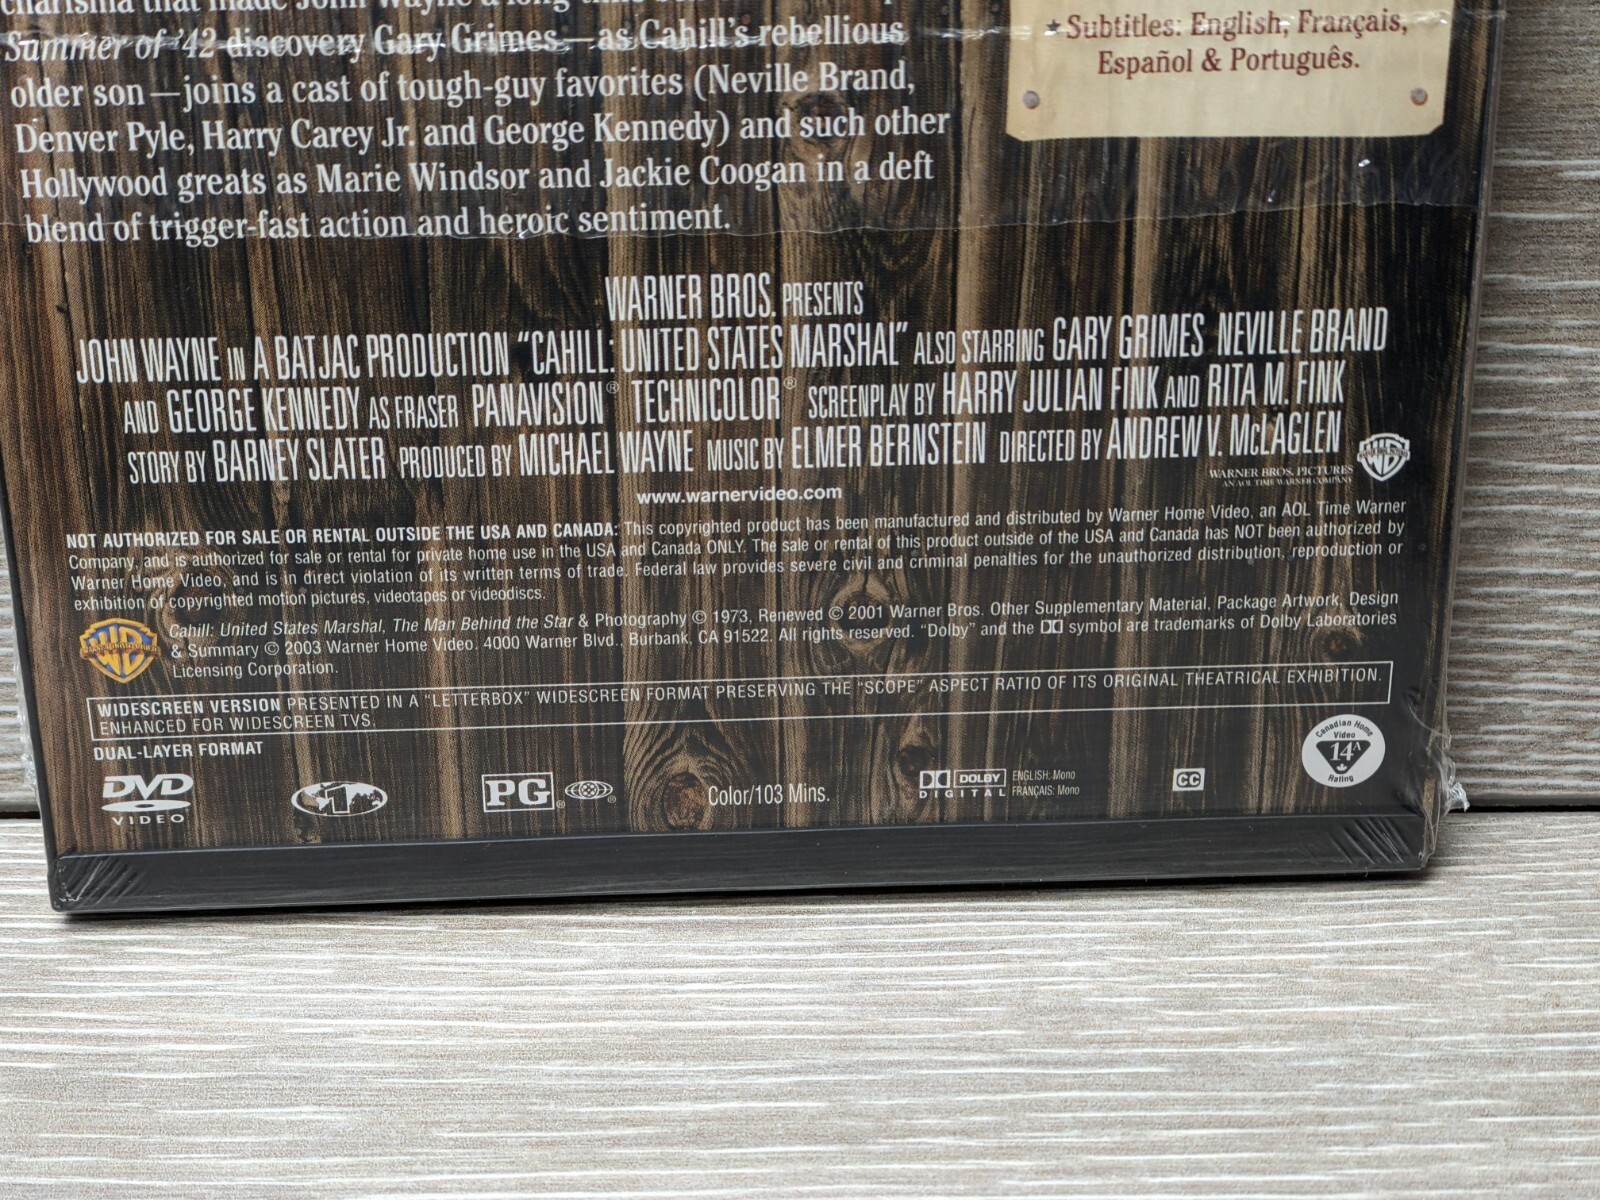 charisma that made John Wayne a long-time
Summer of '42 discovery Gary Grimes—as Cahill's rebellious
older son—joins a cast of tough-guy favorites (Neville Brand,
Denver Pyle, Harry Carey Jr. and George Kennedy) and such other
Hollywood greats as Marie Windsor and Jackie Coogan in a deft
blend of trigger-fast action and heroic sentiment.
★ Subtitles: English, Français,
Español & Português.
WARNER BROS. PRESENTS
JOHN WAYNE IN A BATJAC PRODUCTION "CAHILL: UNITED STATES MARSHAL" ALSO STARRING GARY GRIMES NEVILLE BRAND
AND GEORGE KENNEDY AS FRASER PANAVISION® TECHNICOLOR® SCREENPLAY BY HARRY JULIAN FINK AND RITA M. FINK
STORY BY BARNEY SLATER PRODUCED BY MICHAEL WAYNE MUSIC BY ELMER BERNSTEIN DIRECTED BY ANDREW V. McLAGLEN
WARNER BROS. PICTURES
AN AOL TIME WARNER COMPANY
www.warnervideo.com
NOT AUTHORIZED FOR SALE OR RENTAL OUTSIDE THE USA AND CANADA: This copyrighted product has been manufactured and distributed by Warner Home Video, an AOL Time Warner
Company, and is authorized for sale or rental for private home use in the USA and Canada ONLY. The sale or rental of this product outside of the USA and Canada has NOT been authorized by
Warner Home Video, and is in direct violation of its written terms of trade. Federal law provides severe civil and criminal penalties for the unauthorized distribution, reproduction or
exhibition of copyrighted motion pictures, videotapes or videodiscs.
Cahill: United States Marshal, The Man Behind the Star & Photography © 1973, Renewed © 2001 Warner Bros. Other Supplementary Material, Package Artwork, Design
& Summary © 2003 Warner Home Video. 4000 Warner Blvd., Burbank, CA 91522. All rights reserved. "Dolby" and the DD symbol are trademarks of Dolby Laboratories
Licensing Corporation.
WIDESCREEN VERSION PRESENTED IN A "LETTERBOX" WIDESCREEN FORMAT PRESERVING THE "SCOPE" ASPECT RATIO OF ITS ORIGINAL THEATRICAL EXHIBITION.
ENHANCED FOR WIDESCREEN TVS.
DUAL-LAYER FORMAT
DVD
VIDEO
1
PG®
®
Color/103 Mins.
DOLBY
DIGITAL
ENGLISH: Mono
FRANÇAIS: Mono
CC
Canadian Home
Video
14A
Rating